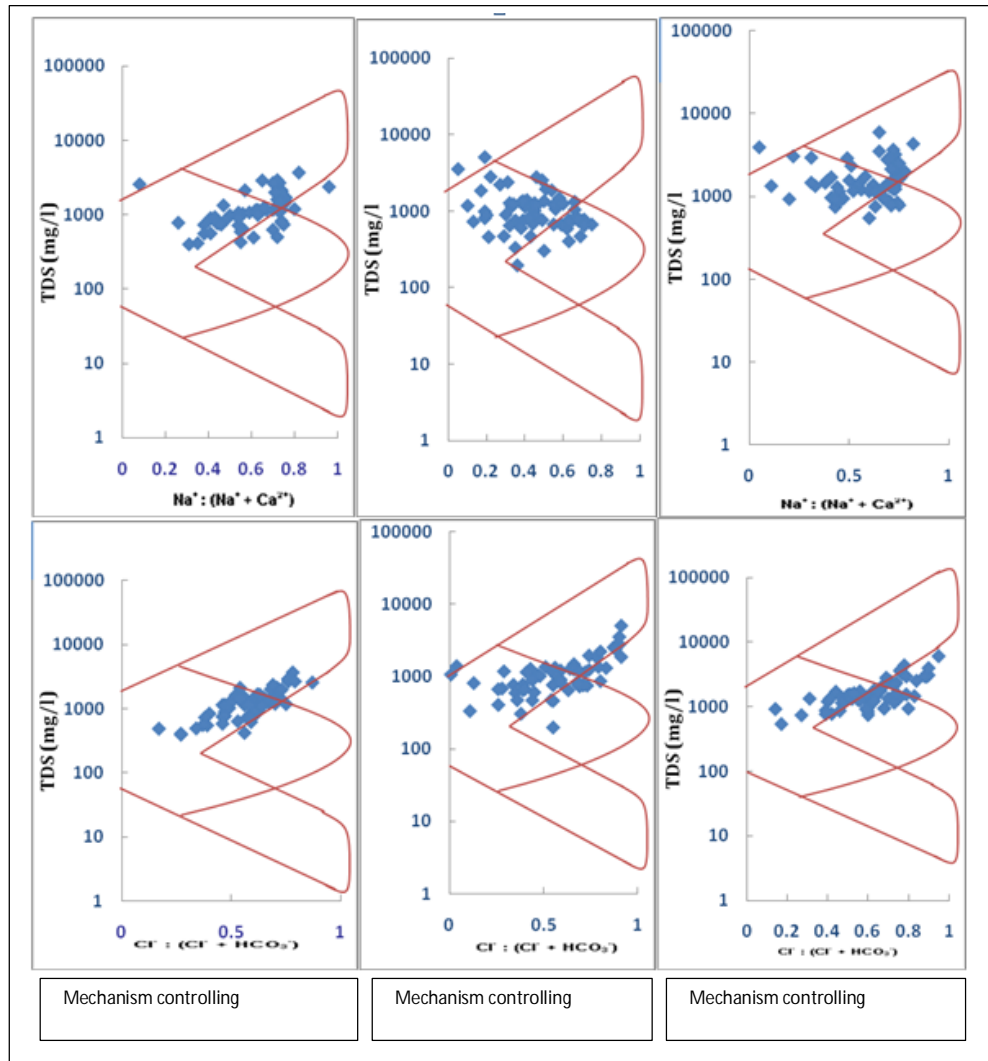 100000
10000
1000
100
10
1
TDS (mg/l)
0 0.2 0.4 0.6 0.8 1
Na⁺ : (Na⁺ + Ca²⁺)
100000
10000
1000
100
10
1
TDS (mg/l)
0 0.2 0.4 0.6 0.8 1
100000
10000
1000
100
10
1
TDS (mg/l)
0 0.5 1
Na⁺ : (Na⁺ + Ca²⁺)
100000
10000
1000
100
10
1
TDS (mg/l)
0 0.5 1
Cl⁻ : (Cl⁻ + HCO₃⁻)
100000
10000
1000
100
10
1
0 0.5 1
Cl⁻ : (Cl⁻ + HCO₃⁻)
100000
10000
1000
100
10
1
TDS (mg/l)
0 0.2 0.4 0.6 0.8 1
Cl⁻ : (Cl⁻ + HCO₃⁻)
Mechanism controlling
Mechanism controlling
Mechanism controlling